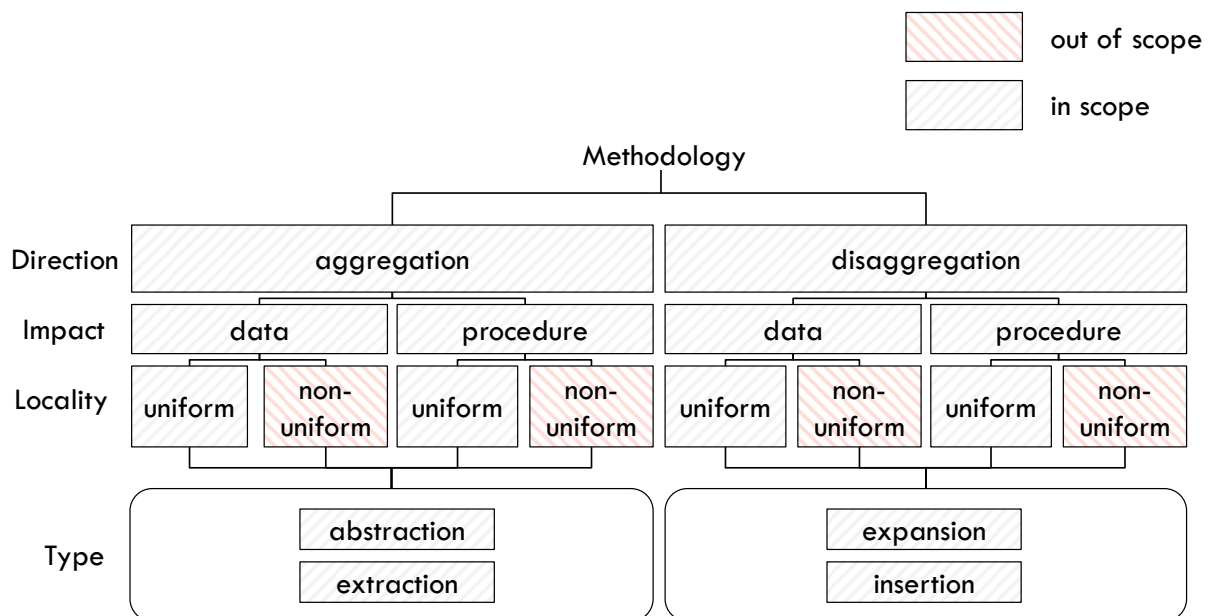 out of scope
in scope
Methodology
Direction aggregation disaggregation
Impact data procedure data procedure
Locality uniform non-
uniform uniform non-
uniform uniform non-
uniform uniform non-
uniform
Type
abstraction
extraction
expansion
insertion